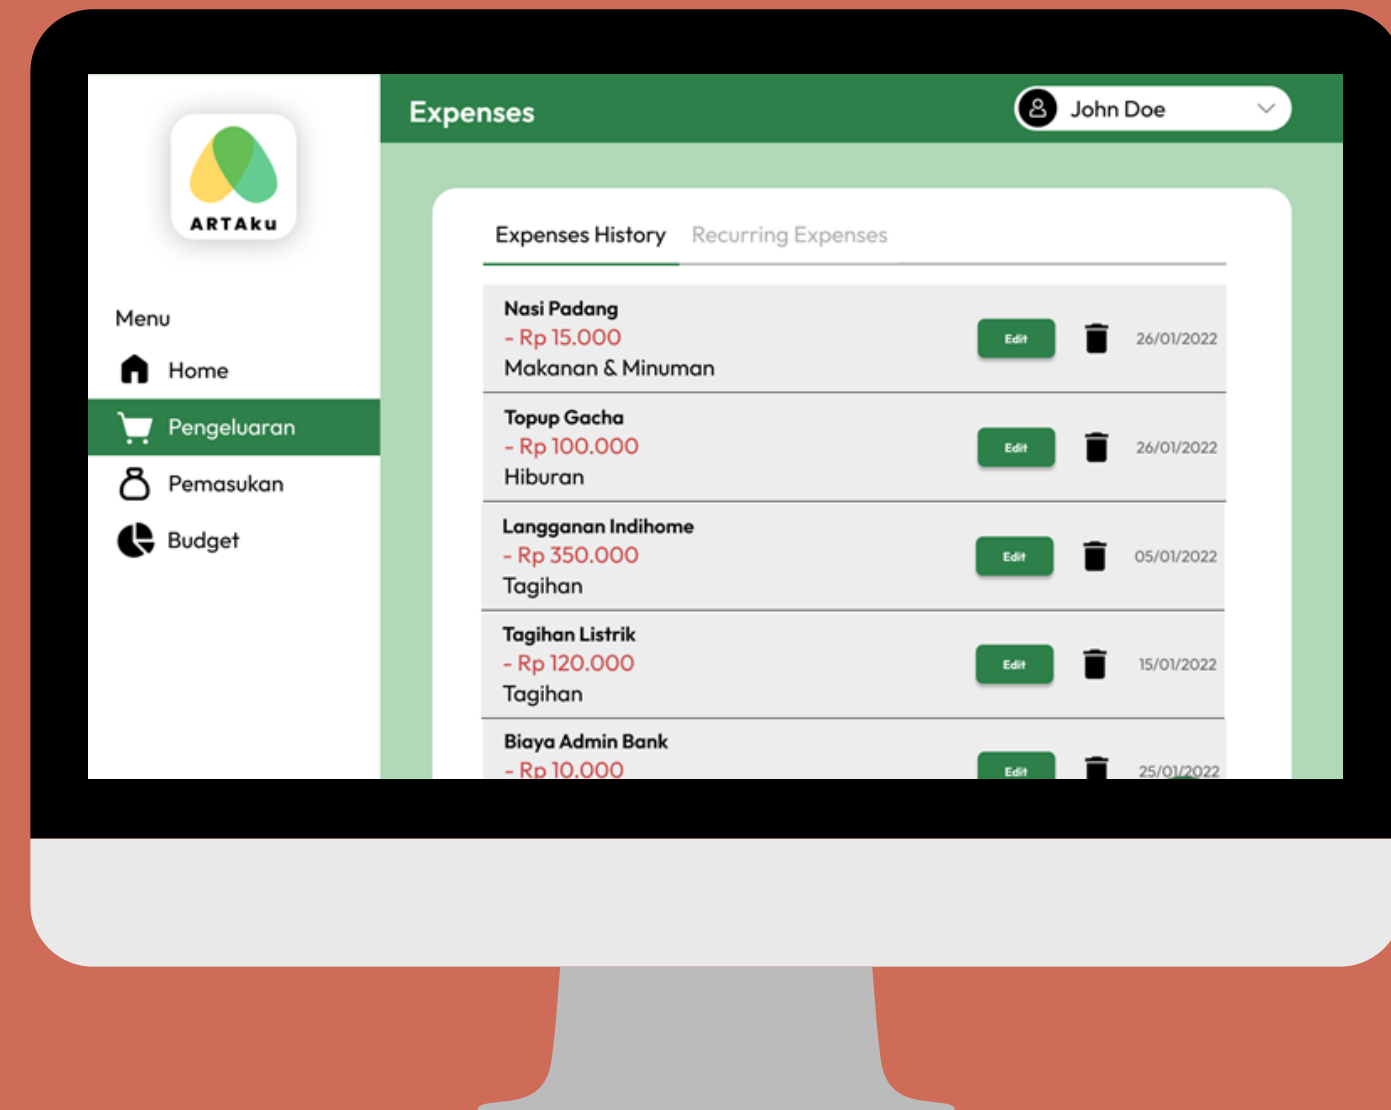 ARTAku
Menu
Home
Pengeluaran
Pemasukan
Budget
Expenses
John Doe
Expenses History Recurring Expenses
Nasi Padang
- Rp 15.000
Makanan & Minuman
Edit
26/01/2022
Topup Gacha
- Rp 100.000
Hiburan
Edit
26/01/2022
Langganan Indihome
- Rp 350.000
Tagihan
Edit
05/01/2022
Tagihan Listrik
- Rp 120.000
Tagihan
Edit
15/01/2022
Biaya Admin Bank
- Rp 10.000
Edit
25/01/2022